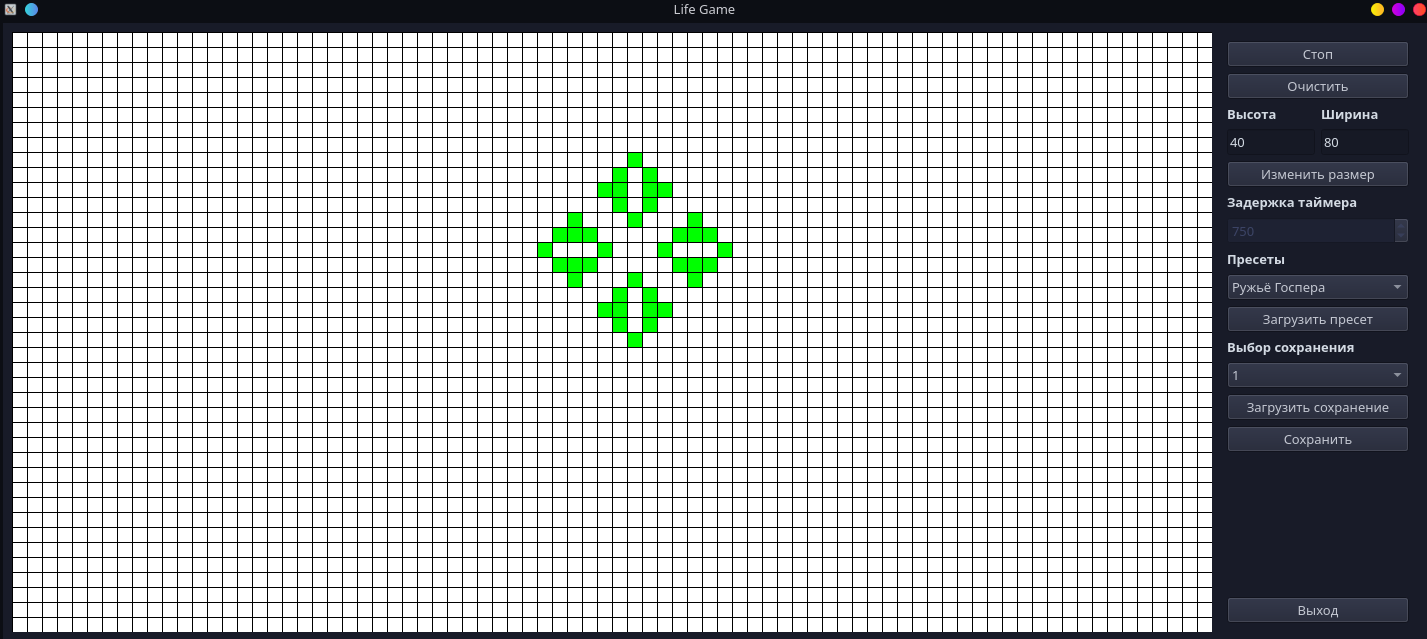 Life Game
Стоп
Очистить
Высота Ширина
40 80
Изменить размер
Задержка таймера
750
Пресеты
Ружьё Госпера
Загрузить пресет
Выбор сохранения
1
Загрузить сохранение
Сохранить
Выход